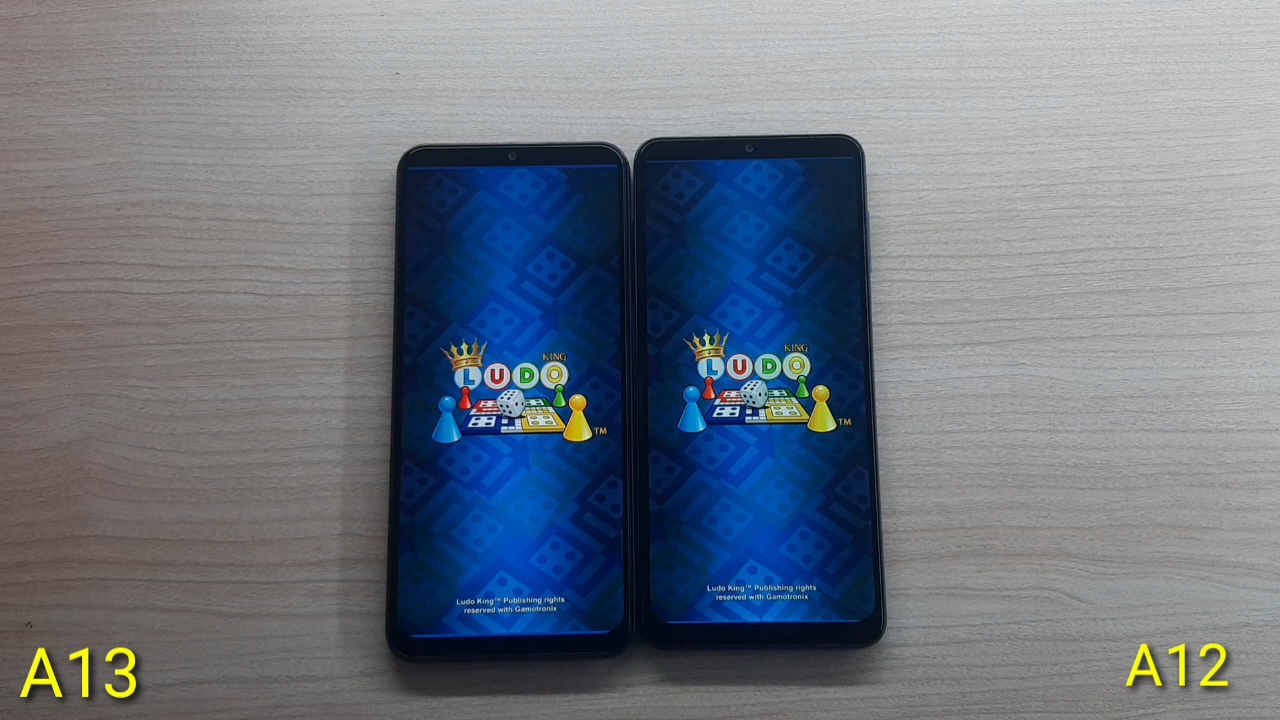 KING
LUDO
TM
Ludo King™ Publishing rights
reserved with Gamotronix
KING
LUDO
TM
Ludo King™ Publishing rights
reserved with Gamotronix
A13
A12